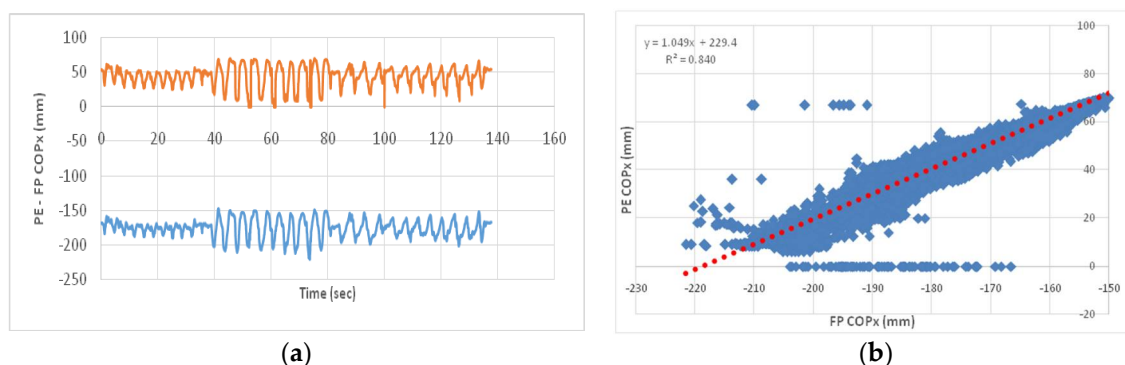 100
50
0
-50
-100
-150
-200
-250
0 20 40 60 80 100 120 140 160
PE - FP COPx (mm)
Time (sec)
(a)
y = 1.049x + 229.4
R² = 0.840
100
80
60
40
20
0
-20
-230 -220 -210 -200 -190 -180 -170 -160 -150
PE COPx (mm)
FP COPx (mm)
(b)